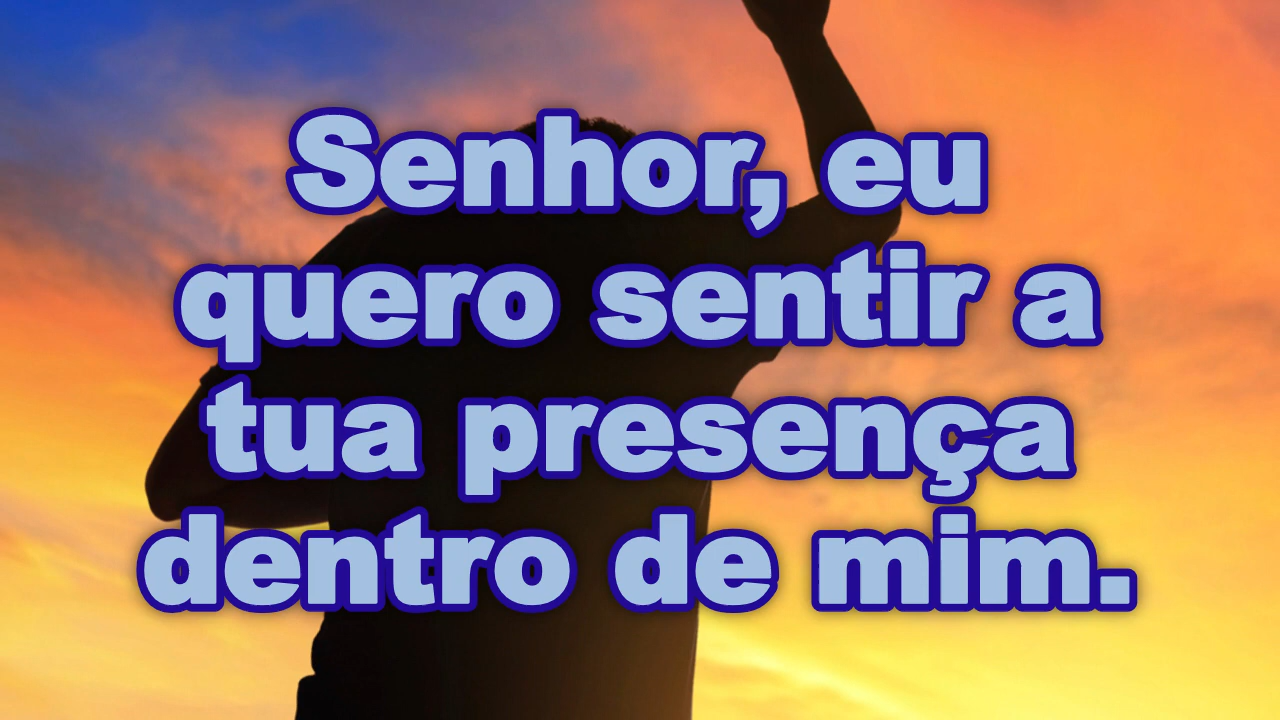 Senhor, eu
quero sentir a
tua presença
dentro de mim.